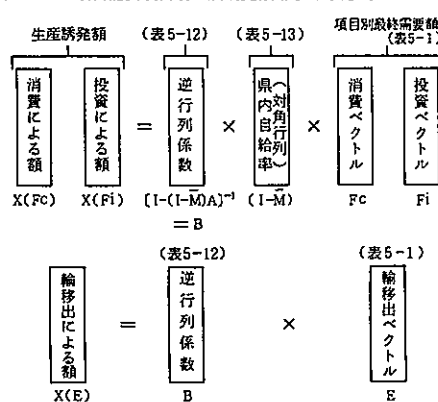 生産誘発額 (表5-12) (表5-13) 項目別最終需要額
(表5-1)
消費による額 投資による額 = 逆行列係数 × 県内自給率(対角行列) × 消費ベクトル 投資ベクトル
X(Fc) X(Fi) [I-(I-M̄)A]⁻¹ (I-M̄) Fc Fi
= B
(表5-12) (表5-1)
輸移出による額 = 逆行列係数 × 輸移出ベクトル
X(E) B E